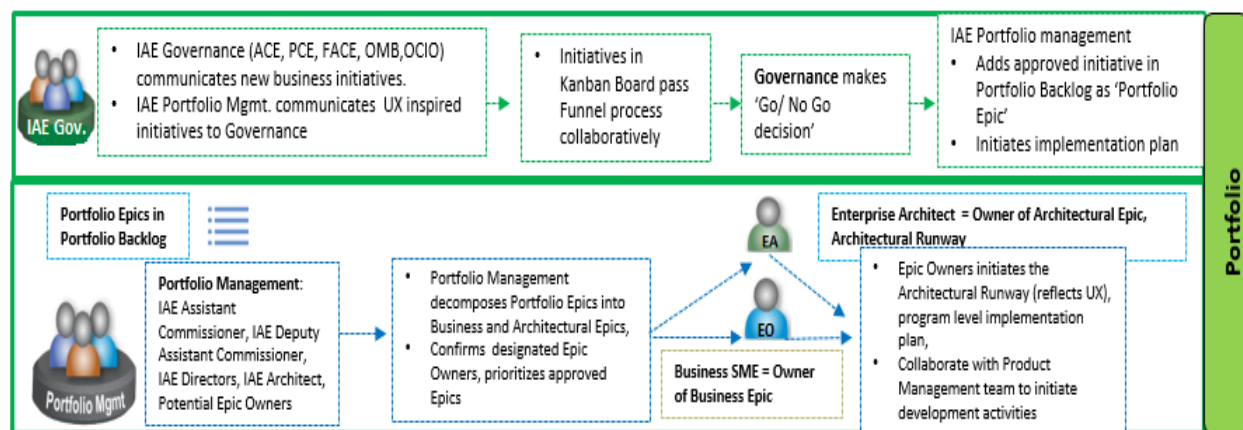 • IAE Governance (ACE, PCE, FACE, OMB,OCIO)
communicates new business initiatives.
• IAE Portfolio Mgmt. communicates UX inspired
initiatives to Governance
IAE Gov.
• Initiatives in
Kanban Board pass
Funnel process
collaboratively
Governance makes
'Go/ No Go
decision'
IAE Portfolio management
• Adds approved initiative in
Portfolio Backlog as 'Portfolio
Epic'
• Initiates implementation plan
Portfolio
Portfolio Epics in
Portfolio Backlog
Portfolio Management:
IAE Assistant
Commissioner, IAE Deputy
Assistant Commissioner,
IAE Directors, IAE Architect,
Potential Epic Owners
Portfolio Mgmt
• Portfolio Management
decomposes Portfolio Epics into
Business and Architectural Epics,
• Confirms designated Epic
Owners, prioritizes approved
Epics
EA
EO
Business SME = Owner
of Business Epic
Enterprise Architect = Owner of Architectural Epic,
Architectural Runway
• Epic Owners initiates the
Architectural Runway (reflects UX),
program level implementation
plan,
• Collaborate with Product
Management team to initiate
development activities